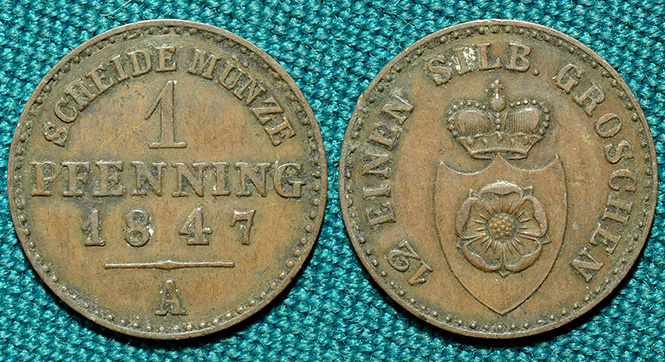 SCHEIDE MÜNZE
1
PFENNING
1847
A
12 EINEN SILB. GROSCHEN